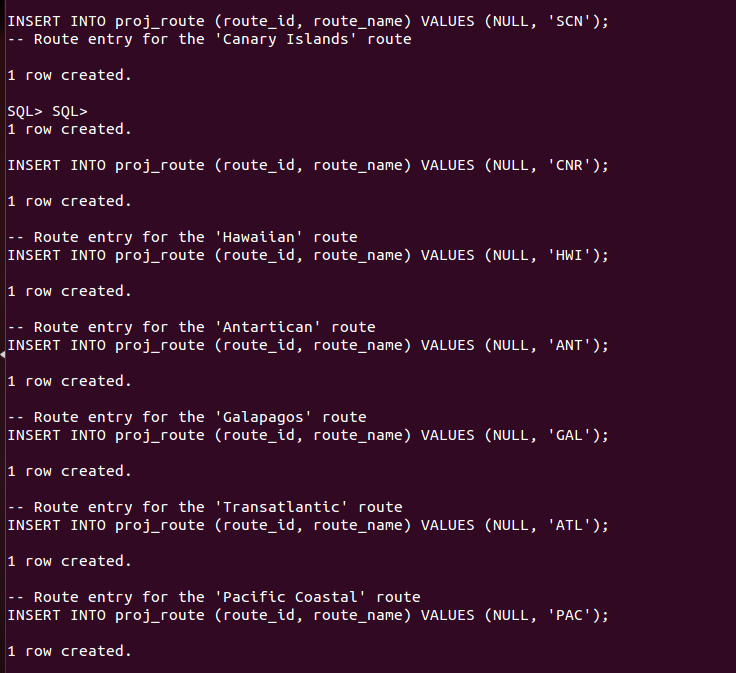 INSERT INTO proj_route (route_id, route_name) VALUES (NULL, 'SCN');
-- Route entry for the 'Canary Islands' route
1 row created.
SQL> SQL>
1 row created.
INSERT INTO proj_route (route_id, route_name) VALUES (NULL, 'CNR');
1 row created.
-- Route entry for the 'Hawaiian' route
INSERT INTO proj_route (route_id, route_name) VALUES (NULL, 'HWI');
1 row created.
-- Route entry for the 'Antartican' route
INSERT INTO proj_route (route_id, route_name) VALUES (NULL, 'ANT');
1 row created.
-- Route entry for the 'Galapagos' route
INSERT INTO proj_route (route_id, route_name) VALUES (NULL, 'GAL');
1 row created.
-- Route entry for the 'Transatlantic' route
INSERT INTO proj_route (route_id, route_name) VALUES (NULL, 'ATL');
1 row created.
-- Route entry for the 'Pacific Coastal' route
INSERT INTO proj_route (route_id, route_name) VALUES (NULL, 'PAC');
1 row created.